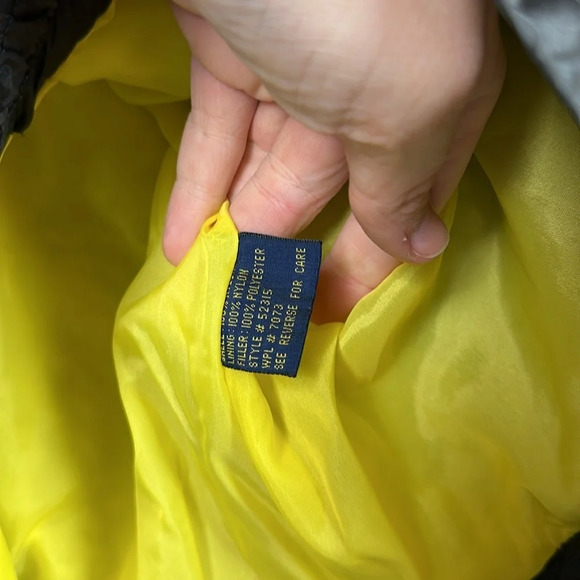 LINING: 100% NYLON
FILLER: 100% POLYESTER
STYLE # 52315
WPL # 7073
SEE REVERSE FOR CARE